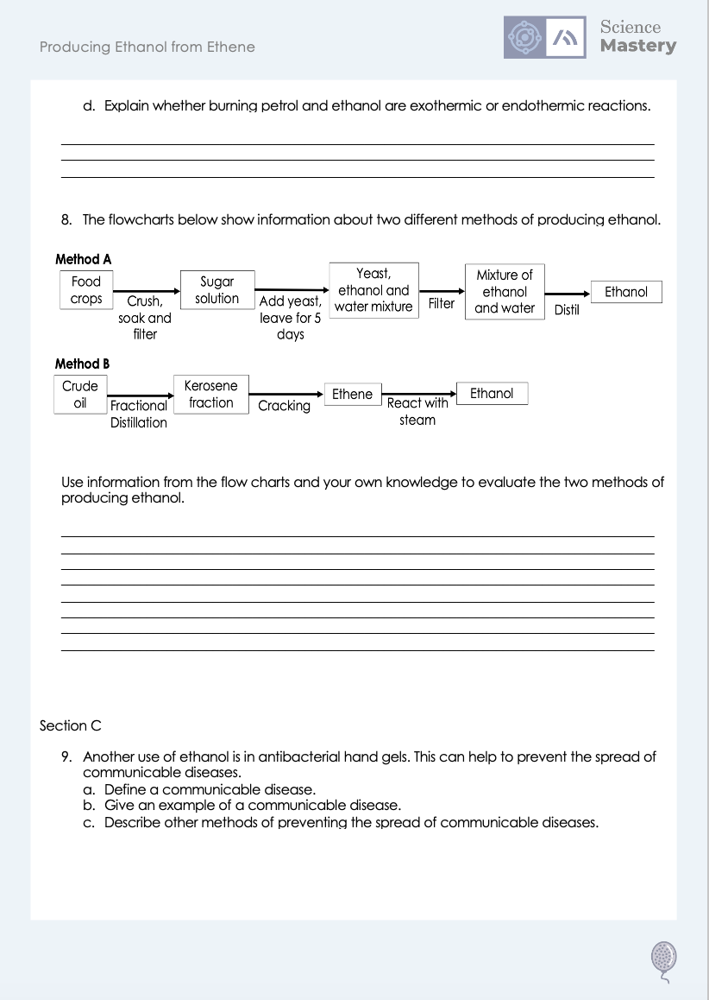 Producing Ethanol from Ethene
Science
Mastery
d. Explain whether burning petrol and ethanol are exothermic or endothermic reactions.
8. The flowcharts below show information about two different methods of producing ethanol.
Method A
Food
crops
Crush,
soak and
filter
Sugar
solution
Add yeast,
leave for 5
days
Yeast,
ethanol and
water mixture
Filter
Mixture of
ethanol
and water
Distil
Ethanol
Method B
Crude
oil
Fractional
Distillation
Kerosene
fraction
Cracking
Ethene
React with
steam
Ethanol
Use information from the flow charts and your own knowledge to evaluate the two methods of
producing ethanol.
Section C
9. Another use of ethanol is in antibacterial hand gels. This can help to prevent the spread of
communicable diseases.
a. Define a communicable disease.
b. Give an example of a communicable disease.
c. Describe other methods of preventing the spread of communicable diseases.